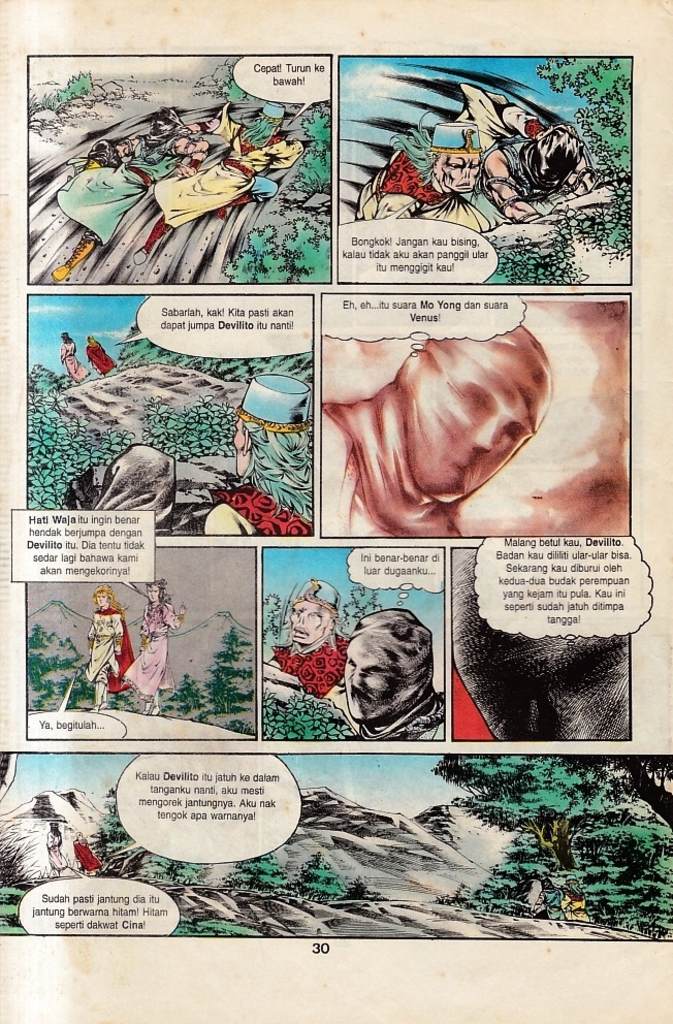 Cepat! Turun ke
bawah!
Bongkok! Jangan kau bising,
kalau tidak aku akan panggil ular
itu menggigit kau!
Sabarlah, kak! Kita pasti akan
dapat jumpa Devilito itu nanti!
Eh, eh...itu suara Mo Yong dan suara
Venus!
Hati Waja itu ingin benar
hendak berjumpa dengan
Devilito itu. Dia tentu tidak
sedar lagi bahawa kami
akan mengekorinya!
Ya, begitulah...
Ini benar-benar di
luar dugaanku...
Malang betul kau, Devilito.
Badan kau dililiti ular-ular bisa.
Sekarang kau diburui oleh
kedua-dua budak perempuan
yang kejam itu pula. Kau ini
seperti sudah jatuh ditimpa
tangga!
Kalau Devilito itu jatuh ke dalam
tanganku nanti, aku mesti
mengorek jantungnya. Aku nak
tengok apa warnanya!
Sudah pasti jantung dia itu
jantung berwarna hitam! Hitam
seperti dakwat Cina!
30